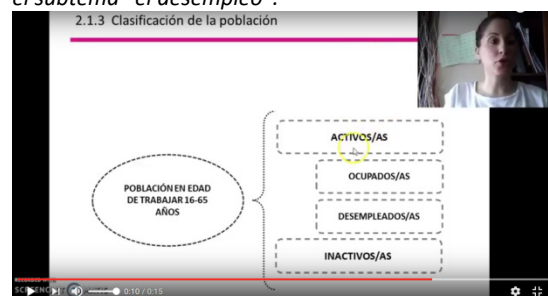 el subtema "el desempleo".
2.1.3 Clasificación de la población
ACTIVOS/AS
OCUPADOS/AS
POBLACIÓN EN EDAD
DE TRABAJAR 16-65
AÑOS
DESEMPLEADOS/AS
INACTIVOS/AS
0:10 / 0:15